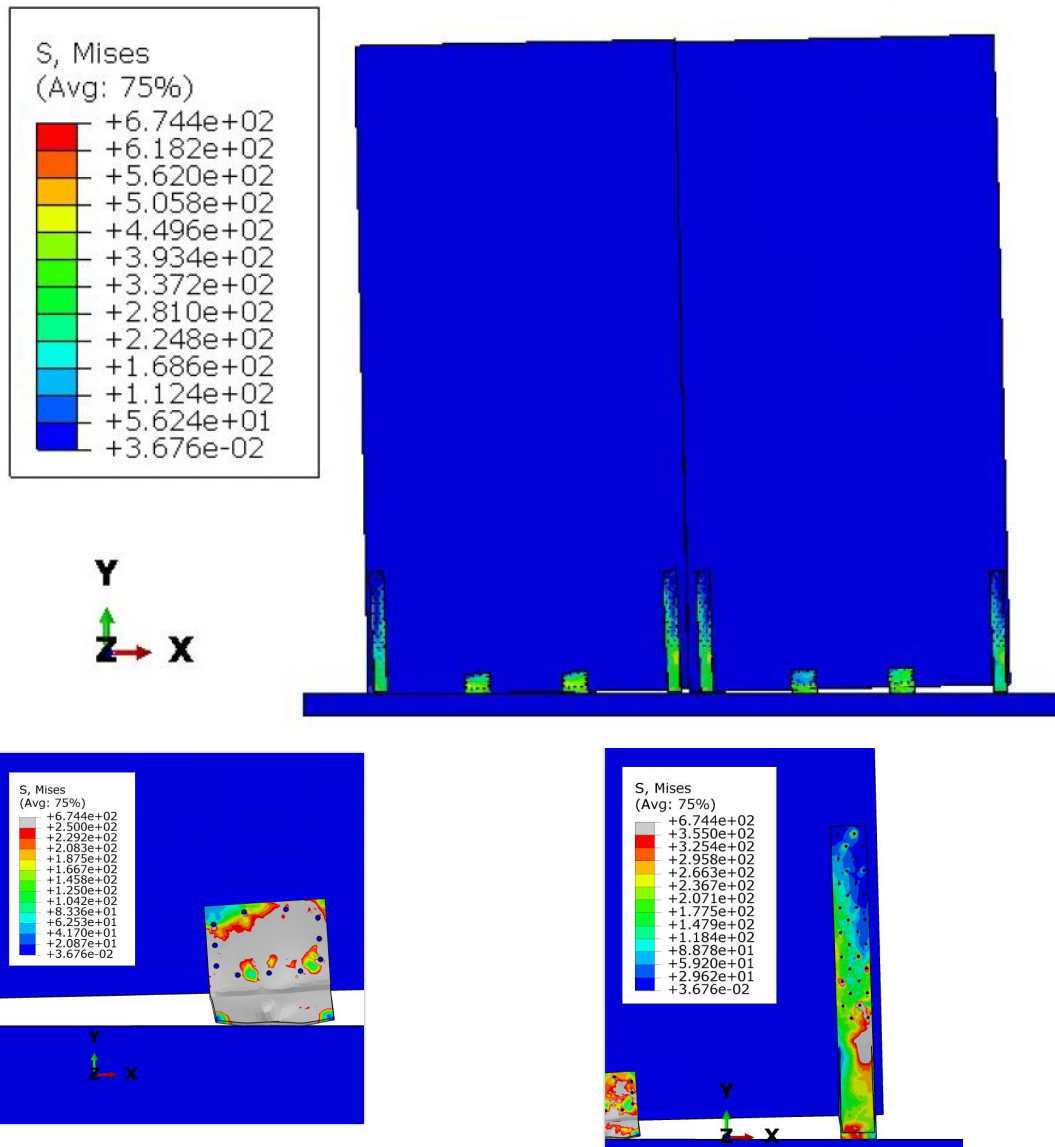 S, Mises
(Avg: 75%)
+6.744e+02
+6.182e+02
+5.620e+02
+5.058e+02
+4.496e+02
+3.934e+02
+3.372e+02
+2.810e+02
+2.248e+02
+1.686e+02
+1.124e+02
+5.624e+01
+3.676e-02
Y
Z X
S, Mises
(Avg: 75%)
+6.744e+02
+2.500e+02
+2.292e+02
+2.083e+02
+1.875e+02
+1.667e+02
+1.458e+02
+1.250e+02
+1.042e+02
+8.336e+01
+6.253e+01
+4.170e+01
+2.087e+01
+3.676e-02
Y
Z X
S, Mises
(Avg: 75%)
+6.744e+02
+3.550e+02
+3.254e+02
+2.958e+02
+2.663e+02
+2.367e+02
+2.071e+02
+1.775e+02
+1.479e+02
+1.184e+02
+8.878e+01
+5.920e+01
+2.962e+01
+3.676e-02
Y
Z X